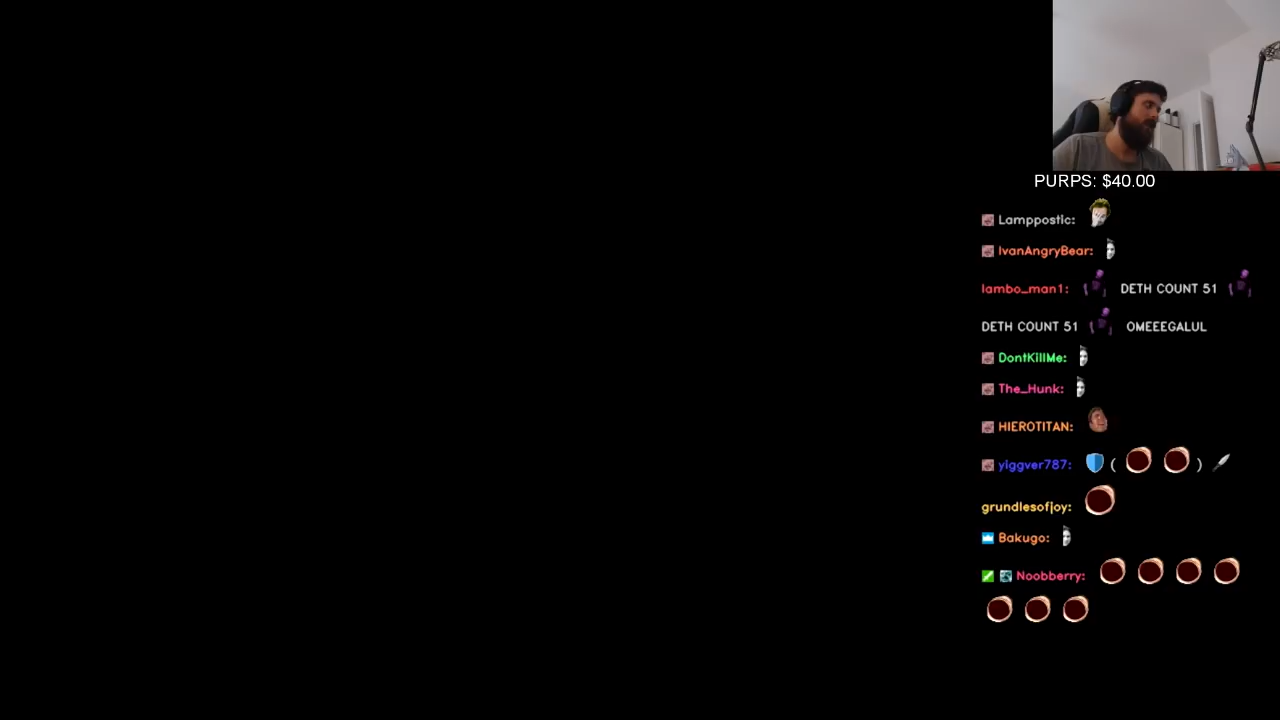 PURPS: $40.00
Lamppostic:
IvanAngryBear:
lambo_man1: DETH COUNT 51
DETH COUNT 51 OMEEEGALUL
DontKillMe:
The_Hunk:
HIEROTITAN:
yiggver787: ( )
grundlesofjoy:
Bakugo:
Noobberry: